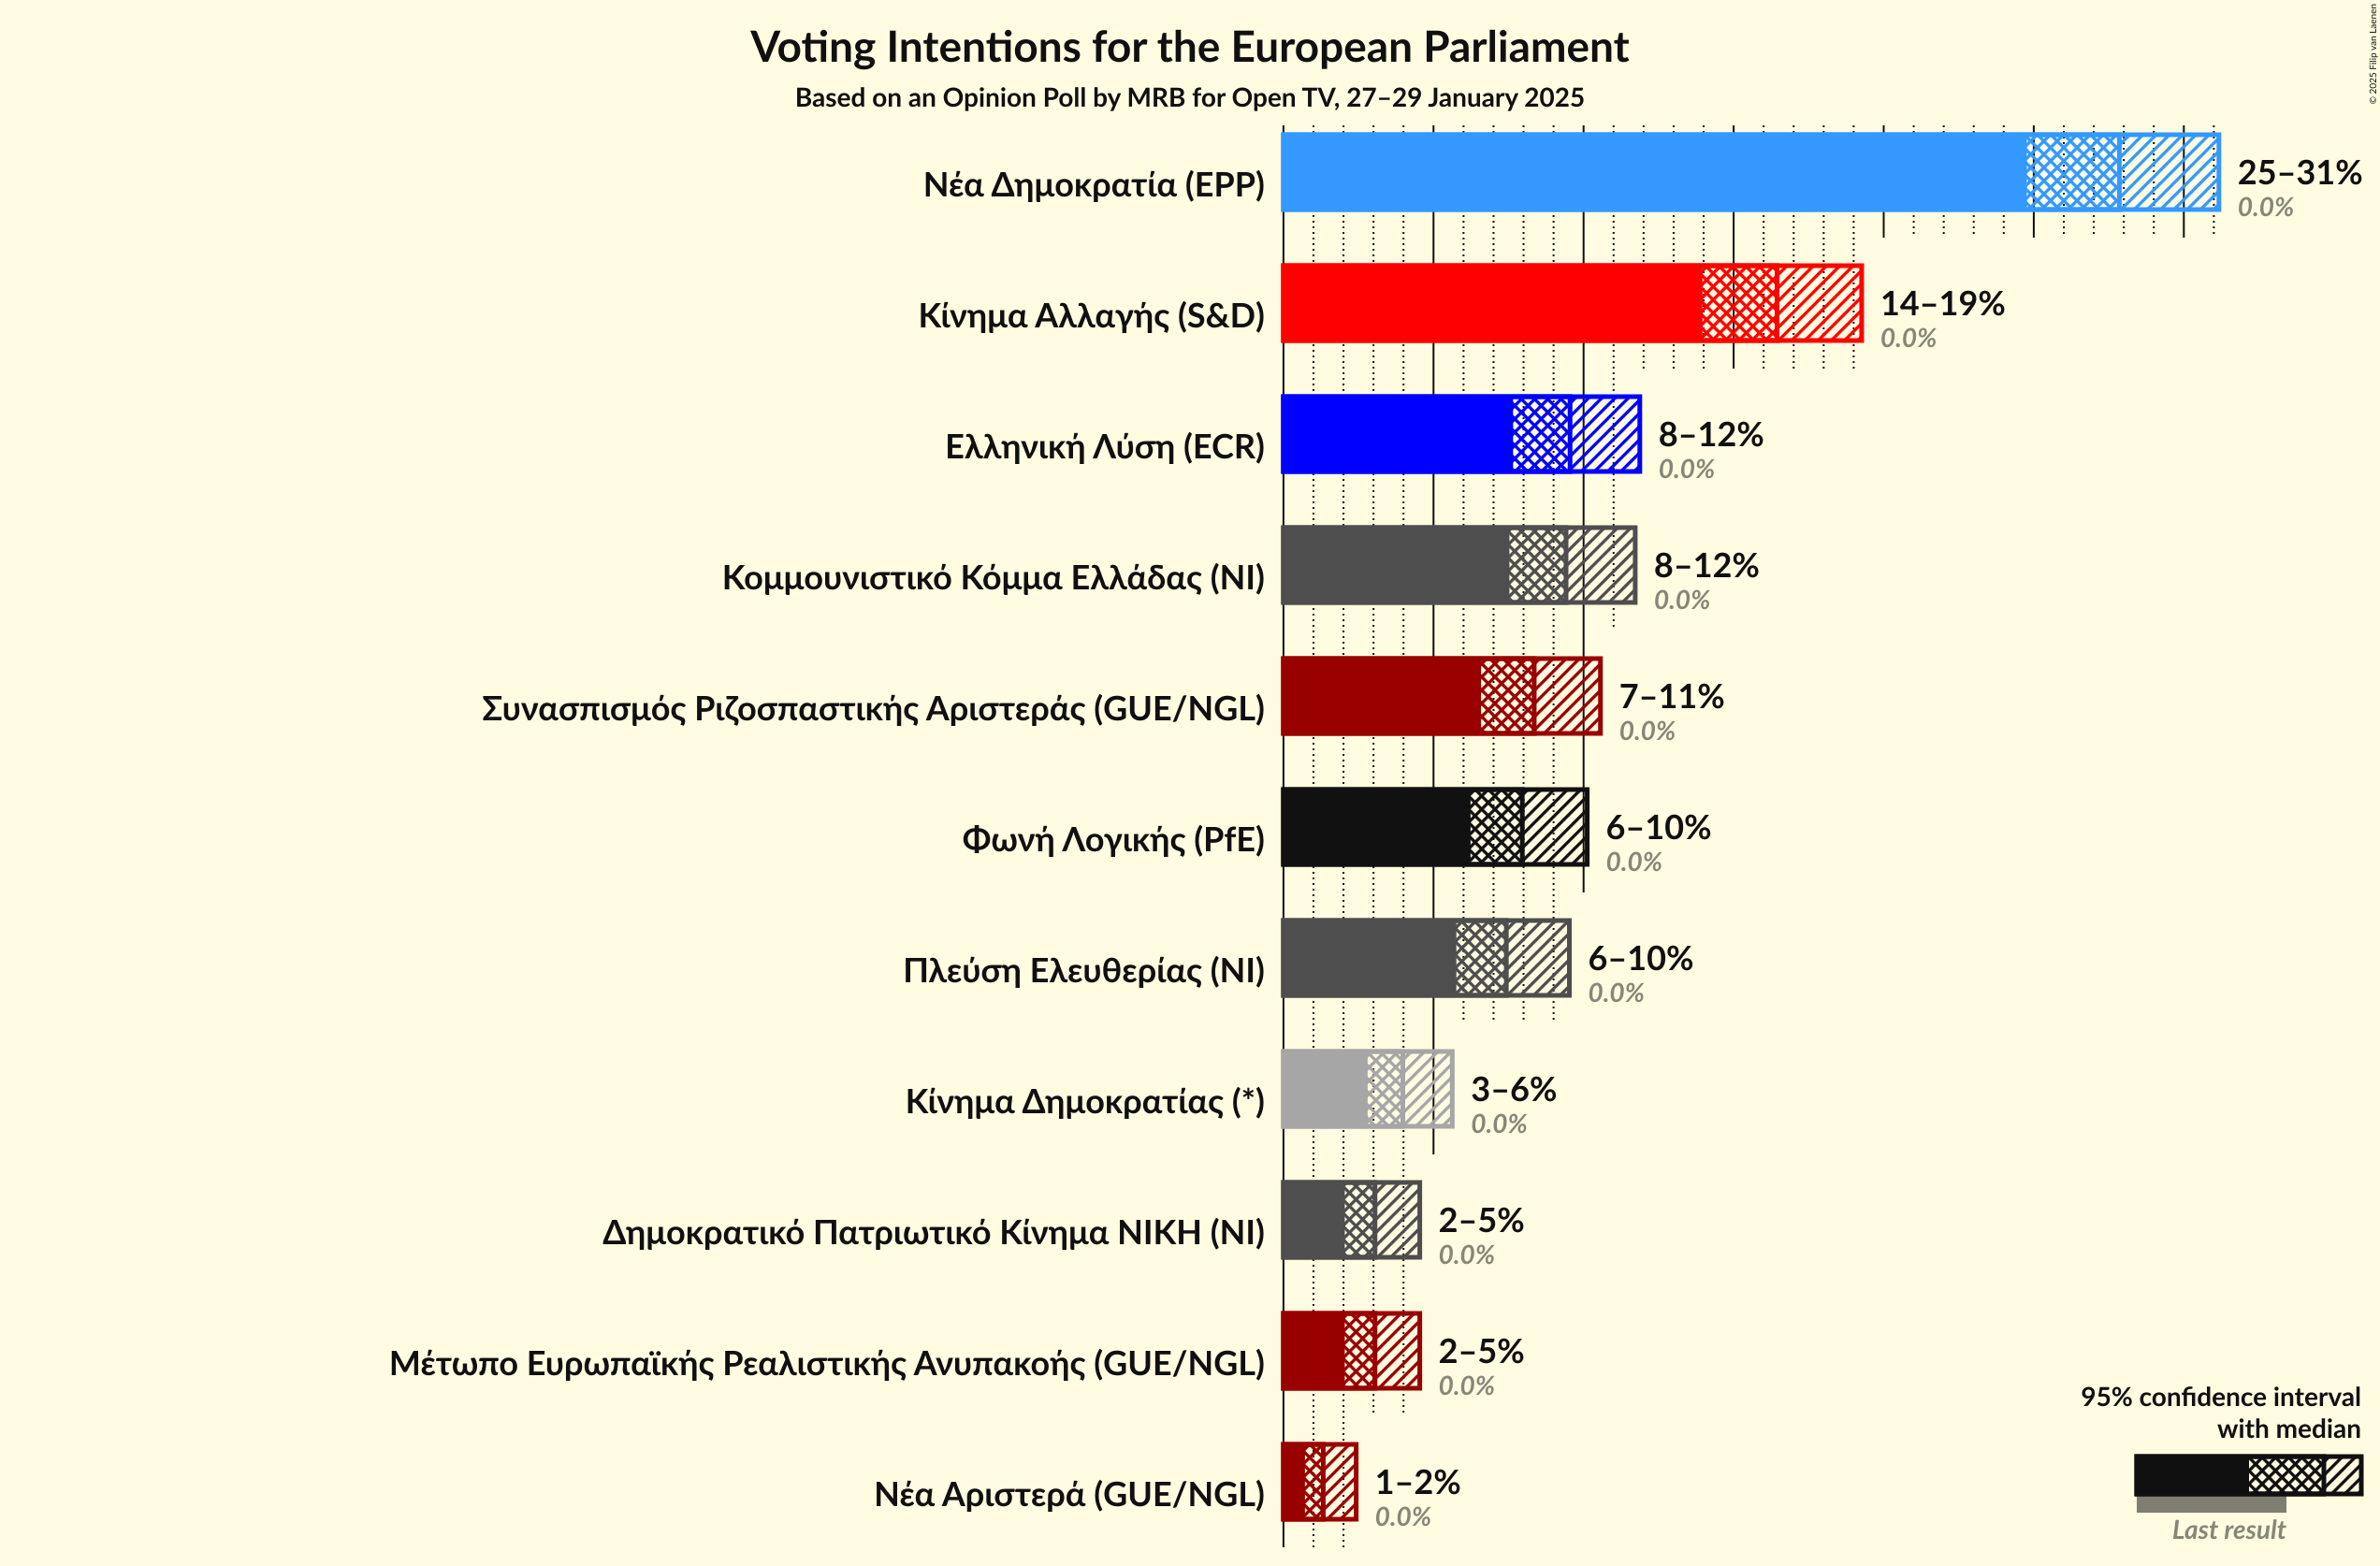 Voting Intentions for the European Parliament
Based on an Opinion Poll by MRB for Open TV, 27–29 January 2025
© 2025 Filip van Laenen
Νέα Δημοκρατία (EPP)
25–31%
0.0%
Κίνημα Αλλαγής (S&D)
14–19%
0.0%
Ελληνική Λύση (ECR)
8–12%
0.0%
Κομμουνιστικό Κόμμα Ελλάδας (NI)
8–12%
0.0%
Συνασπισμός Ριζοσπαστικής Αριστεράς (GUE/NGL)
7–11%
0.0%
Φωνή Λογικής (PfE)
6–10%
0.0%
Πλεύση Ελευθερίας (NI)
6–10%
0.0%
Κίνημα Δημοκρατίας (*)
3–6%
0.0%
Δημοκρατικό Πατριωτικό Κίνημα ΝΙΚΗ (NI)
2–5%
0.0%
Μέτωπο Ευρωπαϊκής Ρεαλιστικής Ανυπακοής (GUE/NGL)
2–5%
0.0%
Νέα Αριστερά (GUE/NGL)
1–2%
0.0%
95% confidence interval
with median
Last result